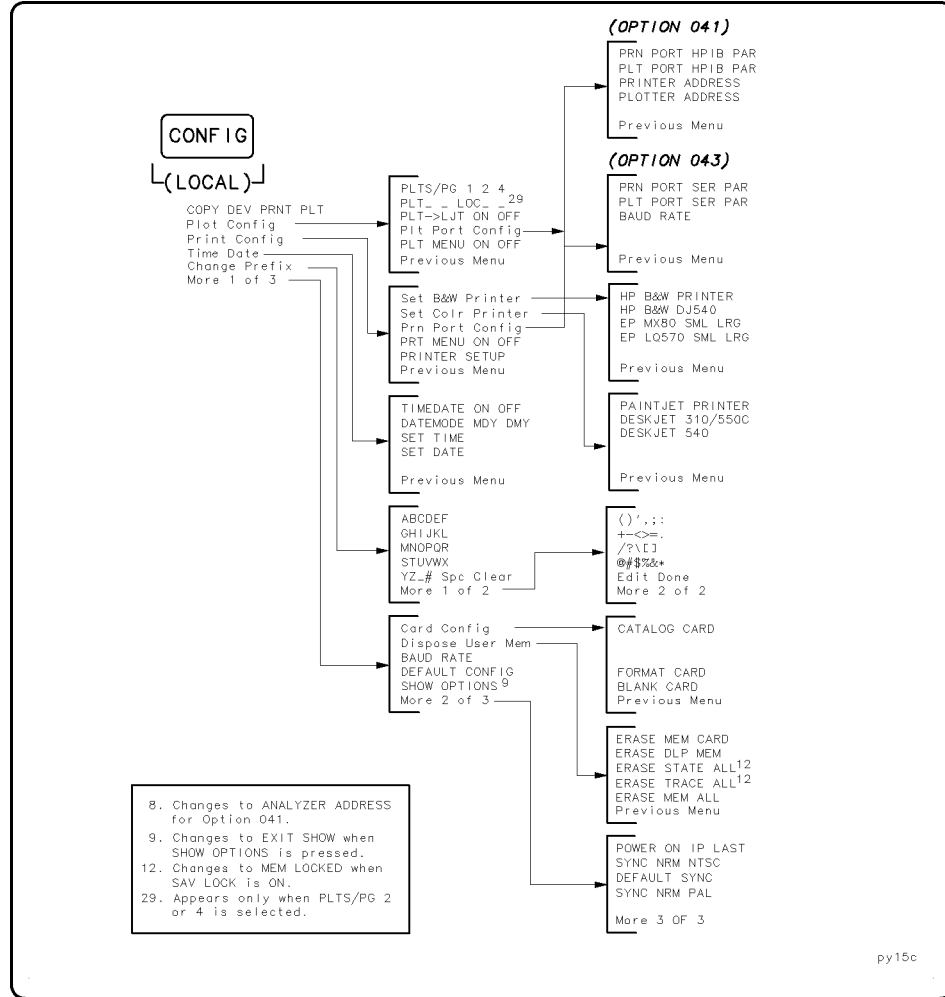 CONFIG
(LOCAL)
COPY DEV PRNT PLT
Plot Config
Print Config
Time Date
Change Prefix
More 1 of 3
PLTS/PG 1 2 4
PLT_ _ LOC_ _ 29
PLT->LJT ON OFF
Plt Port Config
PLT MENU ON OFF
Previous Menu
Set B&W Printer
Set Colr Printer
Prn Port Config
PRT MENU ON OFF
PRINTER SETUP
Previous Menu
TIMEDATE ON OFF
DATEMODE MDY DMY
SET TIME
SET DATE
Previous Menu
ABCDEF
GHIJKL
MNOPQR
STUVWX
YZ_# Spc Clear
More 1 of 2
Card Config
Dispose User Mem
BAUD RATE
DEFAULT CONFIG
SHOW OPTIONS 9
More 2 of 3
(OPTION 041)
PRN PORT HPIB PAR
PLT PORT HPIB PAR
PRINTER ADDRESS
PLOTTER ADDRESS
Previous Menu
(OPTION 043)
PRN PORT SER PAR
PLT PORT SER PAR
BAUD RATE
Previous Menu
HP B&W PRINTER
HP B&W DJ540
EP MX80 SML LRG
EP LQ570 SML LRG
Previous Menu
PAINTJET PRINTER
DESKJET 310/550C
DESKJET 540
Previous Menu
()',;:
+-<>=.
/?\[]
@#$%&*
Edit Done
More 2 of 2
CATALOG CARD
FORMAT CARD
BLANK CARD
Previous Menu
ERASE MEM CARD
ERASE DLP MEM
ERASE STATE ALL 12
ERASE TRACE ALL 12
ERASE MEM ALL
Previous Menu
POWER ON IP LAST
SYNC NRM NTSC
DEFAULT SYNC
SYNC NRM PAL
More 3 OF 3
8. Changes to ANALYZER ADDRESS
for Option 041.
9. Changes to EXIT SHOW when
SHOW OPTIONS is pressed.
12. Changes to MEM LOCKED when
SAV LOCK is ON.
29. Appears only when PLTS/PG 2
or 4 is selected.
py15c